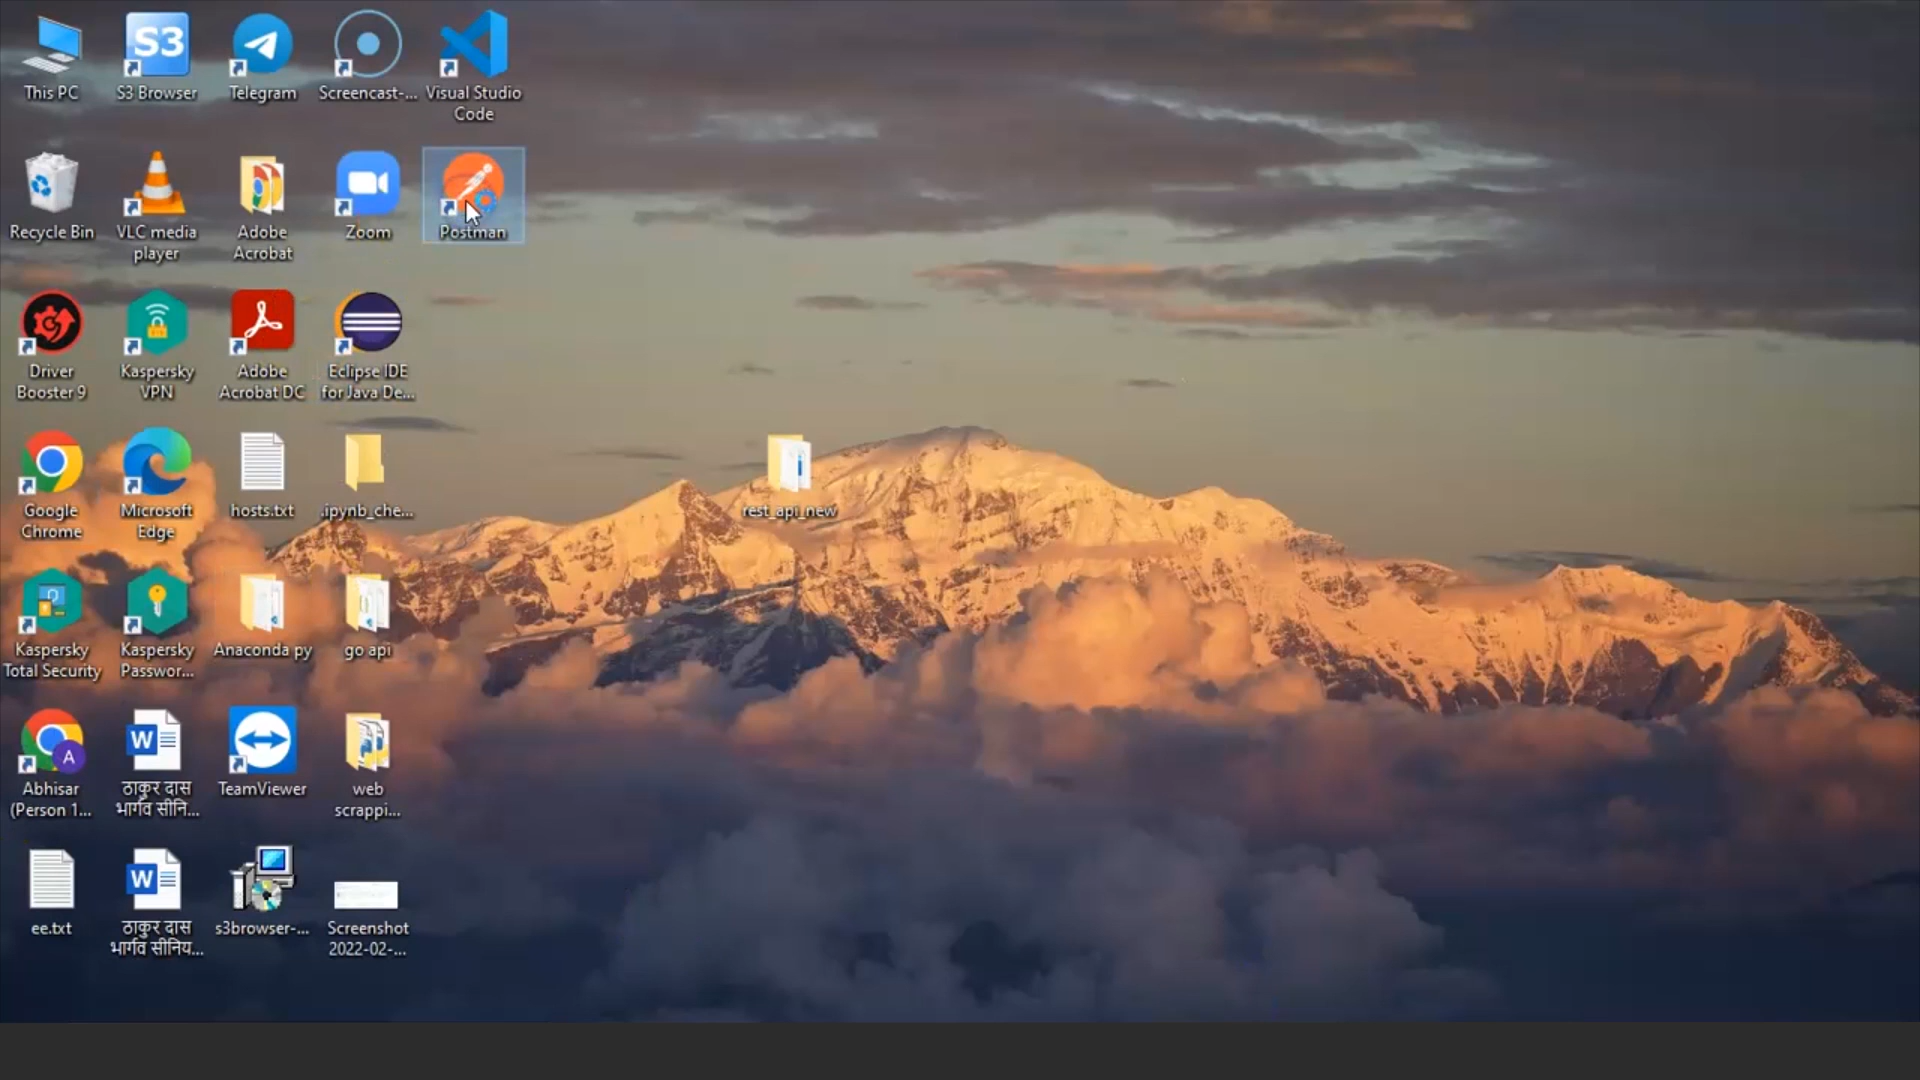 This PC
S3
S3 Browser
Telegram
Screencast-...
Visual Studio
Code
Recycle Bin
VLC media
player
Adobe
Acrobat
Zoom
Postman
Driver
Booster 9
Kaspersky
VPN
Adobe
Acrobat DC
Eclipse IDE
for Java De...
Google
Chrome
Microsoft
Edge
hosts.txt
.ipynb_che...
rest_api_new
Kaspersky
Total Security
Kaspersky
Passwor...
Anaconda py
go api
A
Abhisar
(Person 1...
W
ठाकुर दास
भार्गव सीनि...
TeamViewer
web
scrappi...
ee.txt
W
ठाकुर दास
भार्गव सीनिय...
s3browser-...
Screenshot
2022-02-...